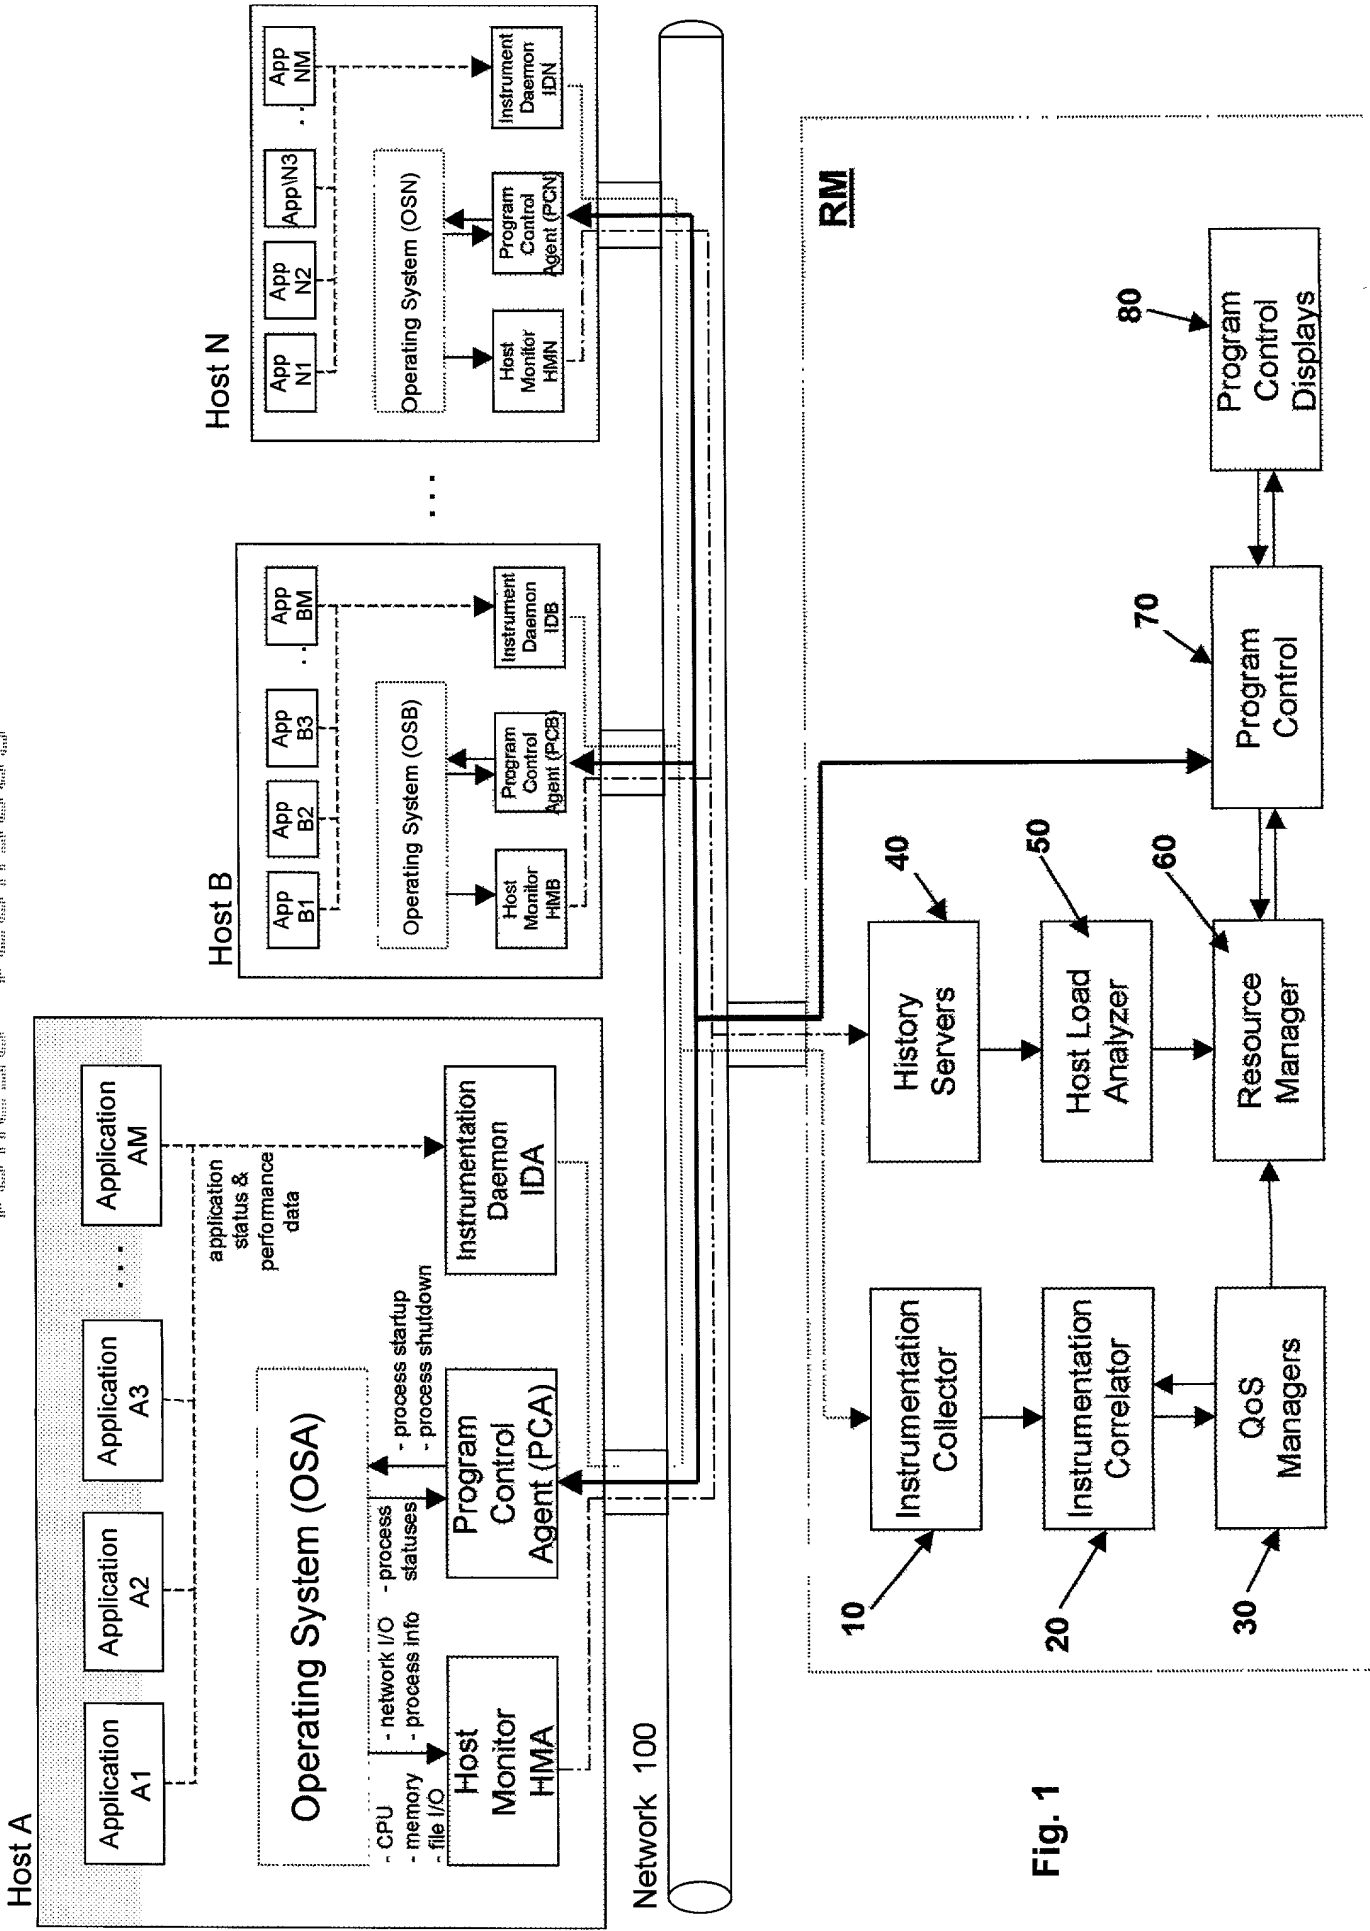 Host A
Application
A1
Application
A2
Application
A3
. . .
Application
AM
application
status &
performance
data
Operating System (OSA)
- CPU
- memory
- file I/O
- network I/O
- process info
- process
statuses
- process startup
- process shutdown
Host
Monitor
HMA
Program
Control
Agent (PCA)
Instrumentation
Daemon
IDA
Host B
App
B1
App
B2
App
B3
. .
App
BM
Operating System (OSB)
Host
Monitor
HMB
Program
Control
Agent (PCB)
Instrument
Daemon
IDB
. . .
Host N
App
N1
App
N2
App\N3
. .
App
NM
Operating System (OSN)
Host
Monitor
HMN
Program
Control
Agent (PCN)
Instrument
Daemon
IDN
Network 100
RM
Instrumentation
Collector
10
Instrumentation
Correlator
20
QoS
Managers
30
History
Servers
40
Host Load
Analyzer
50
Resource
Manager
60
Program
Control
70
Program
Control
Displays
80
Fig. 1